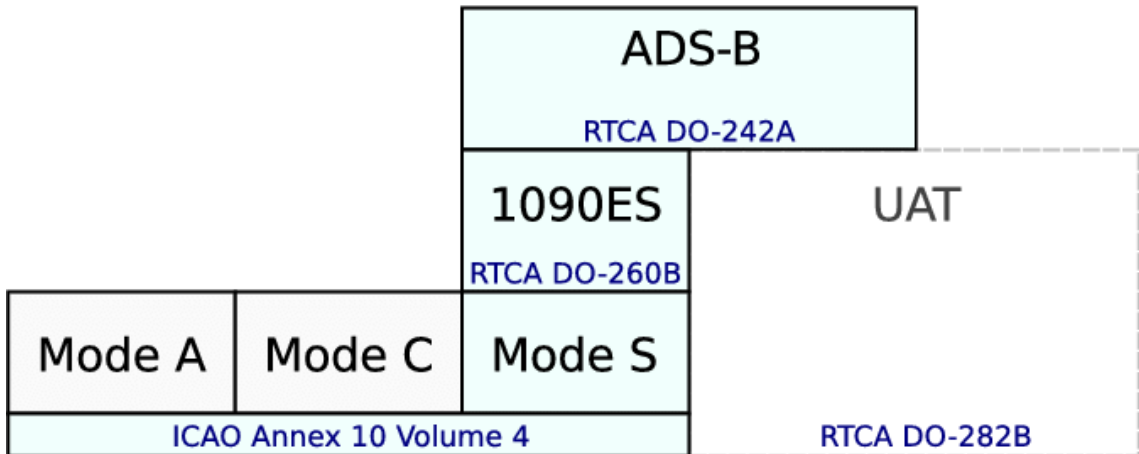 ADS-B
RTCA DO-242A
1090ES
UAT
RTCA DO-260B
Mode A
Mode C
Mode S
ICAO Annex 10 Volume 4
RTCA DO-282B